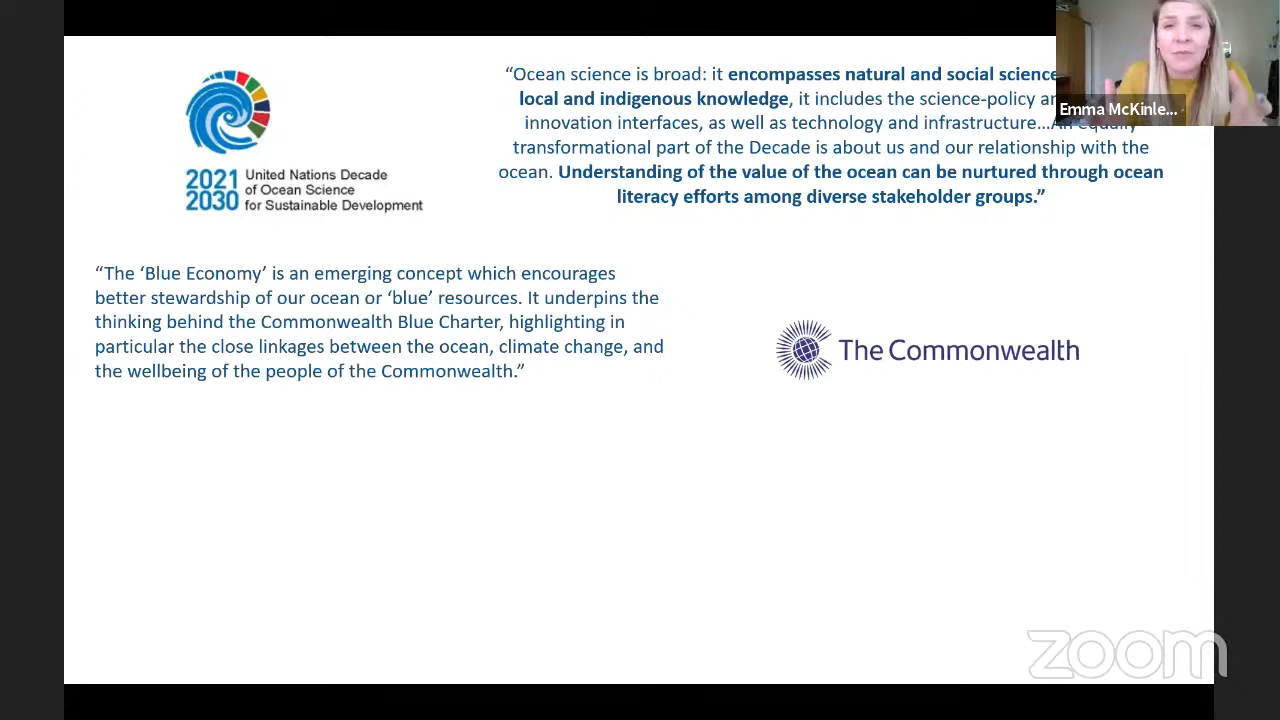 “Ocean science is broad: it encompasses natural and social science
local and indigenous knowledge, it includes the science-policy
innovation interfaces, as well as technology and infrastructure…An equally
transformational part of the Decade is about us and our relationship with the
ocean. Understanding of the value of the ocean can be nurtured through ocean
literacy efforts among diverse stakeholder groups.”
Emma McKinle...
2021
2030
United Nations Decade
of Ocean Science
for Sustainable Development
“The ‘Blue Economy’ is an emerging concept which encourages
better stewardship of our ocean or ‘blue’ resources. It underpins the
thinking behind the Commonwealth Blue Charter, highlighting in
particular the close linkages between the ocean, climate change, and
the wellbeing of the people of the Commonwealth.”
The Commonwealth
zoom